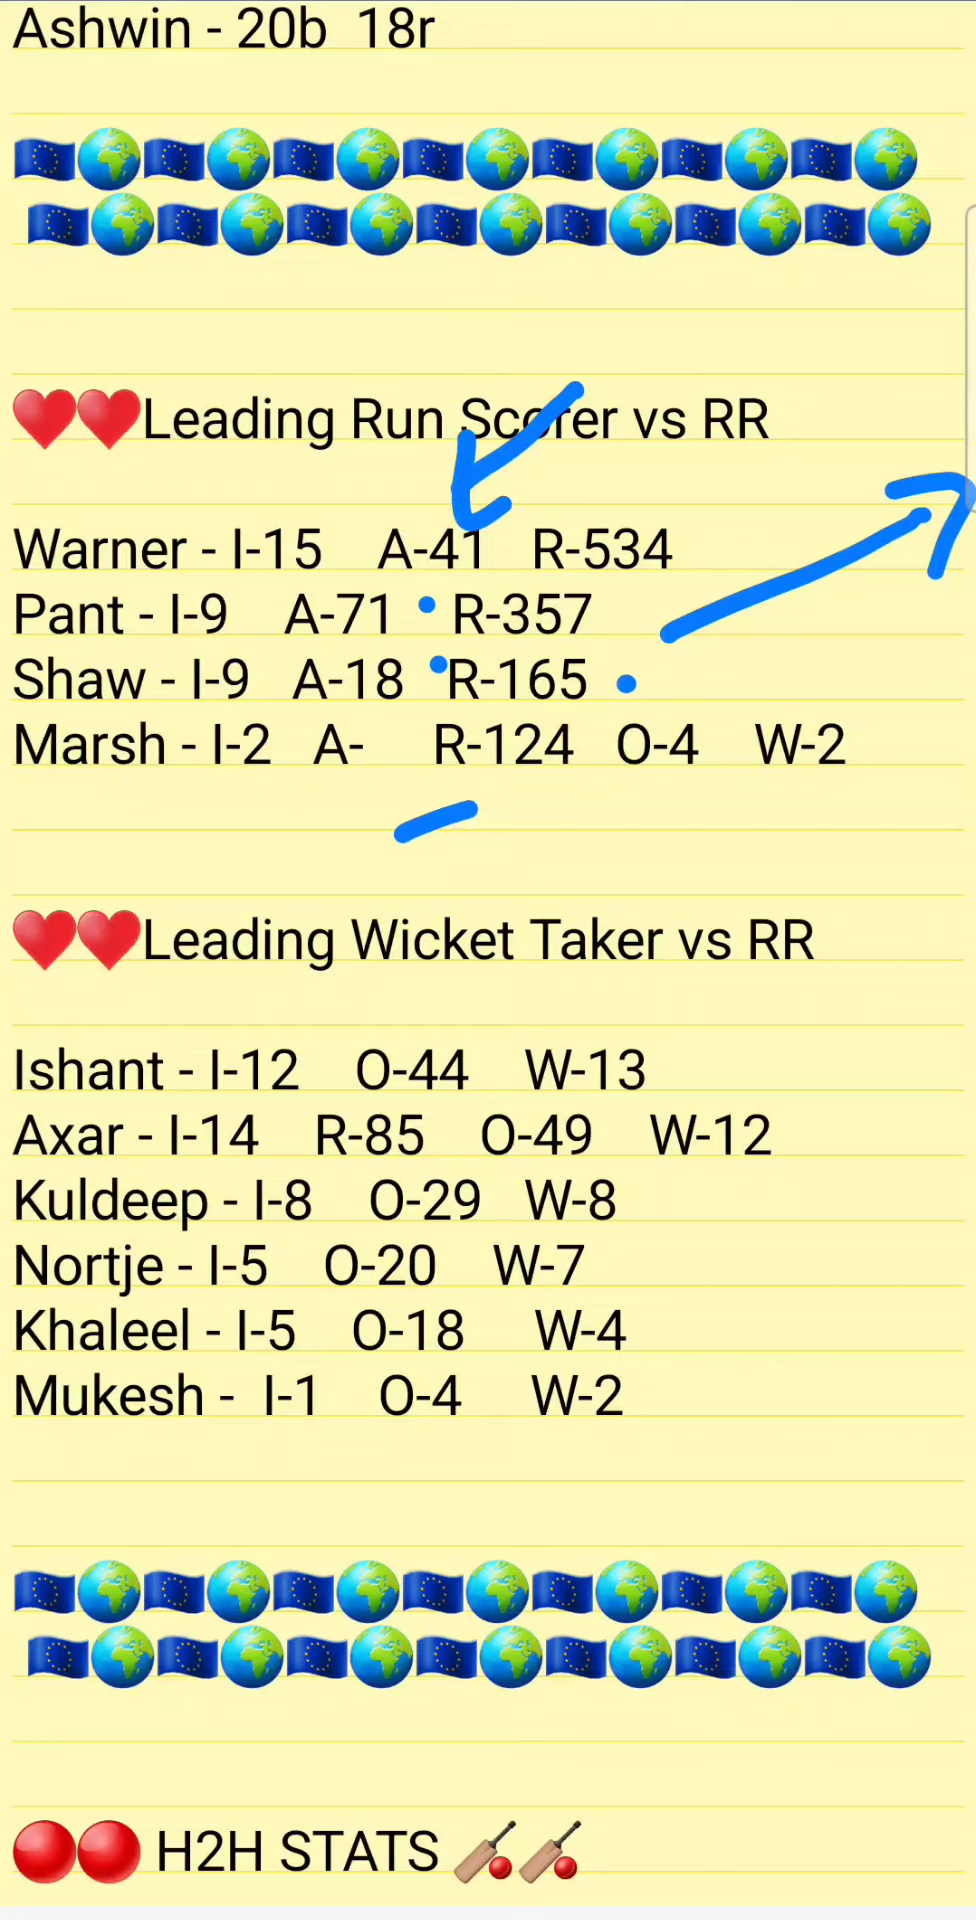 Ashwin - 20b 18r
Leading Run Scorer vs RR
Warner - I-15 A-41 R-534
Pant - I-9 A-71 R-357
Shaw - I-9 A-18 R-165
Marsh - I-2 A- R-124 O-4 W-2
Leading Wicket Taker vs RR
Ishant - I-12 O-44 W-13
Axar - I-14 R-85 O-49 W-12
Kuldeep - I-8 O-29 W-8
Nortje - I-5 O-20 W-7
Khaleel - I-5 O-18 W-4
Mukesh - I-1 O-4 W-2
H2H STATS